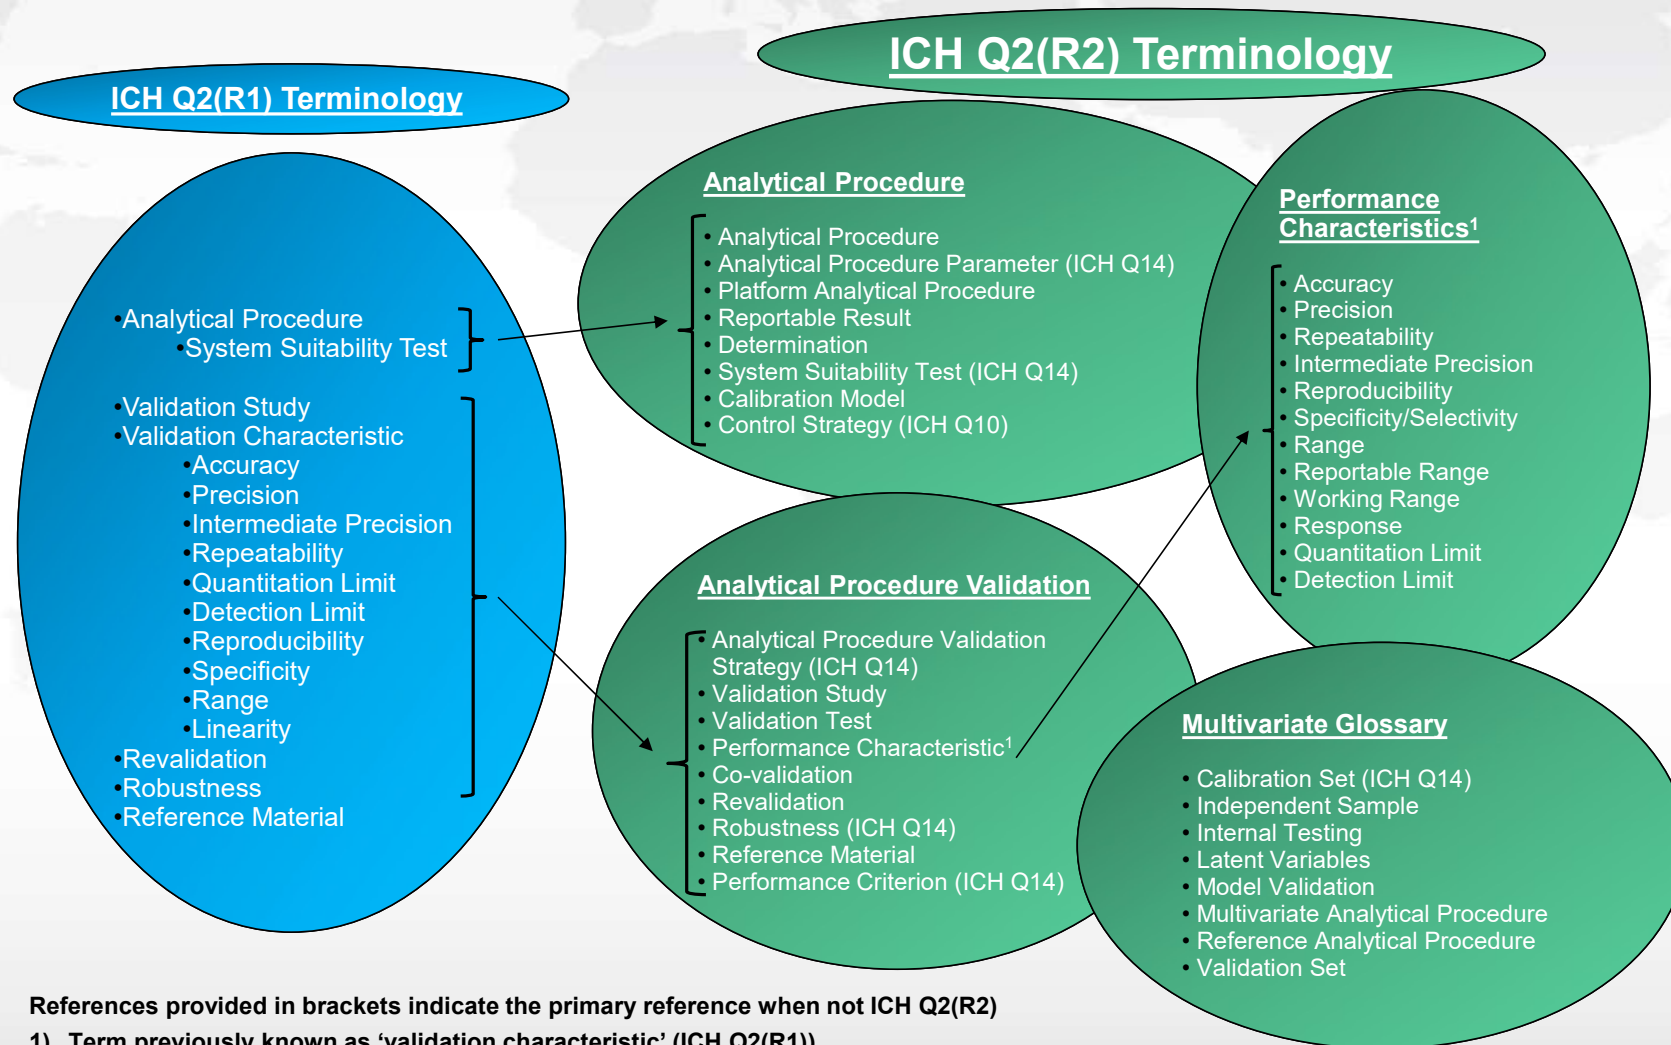 ICH Q2(R1) Terminology
•Analytical Procedure
•System Suitability Test
•Validation Study
•Validation Characteristic
•Accuracy
•Precision
•Intermediate Precision
•Repeatability
•Quantitation Limit
•Detection Limit
•Reproducibility
•Specificity
•Range
•Linearity
•Revalidation
•Robustness
•Reference Material
ICH Q2(R2) Terminology
Analytical Procedure
• Analytical Procedure
• Analytical Procedure Parameter (ICH Q14)
• Platform Analytical Procedure
• Reportable Result
• Determination
• System Suitability Test (ICH Q14)
• Calibration Model
• Control Strategy (ICH Q10)
Analytical Procedure Validation
• Analytical Procedure Validation
Strategy (ICH Q14)
• Validation Study
• Validation Test
• Performance Characteristic¹
• Co-validation
• Revalidation
• Robustness (ICH Q14)
• Reference Material
• Performance Criterion (ICH Q14)
Performance
Characteristics¹
• Accuracy
• Precision
• Repeatability
• Intermediate Precision
• Reproducibility
• Specificity/Selectivity
• Range
• Reportable Range
• Working Range
• Response
• Quantitation Limit
• Detection Limit
Multivariate Glossary
• Calibration Set (ICH Q14)
• Independent Sample
• Internal Testing
• Latent Variables
• Model Validation
• Multivariate Analytical Procedure
• Reference Analytical Procedure
• Validation Set
References provided in brackets indicate the primary reference when not ICH Q2(R2)
1) Term previously known as ‘validation characteristic’ (ICH Q2(R1))